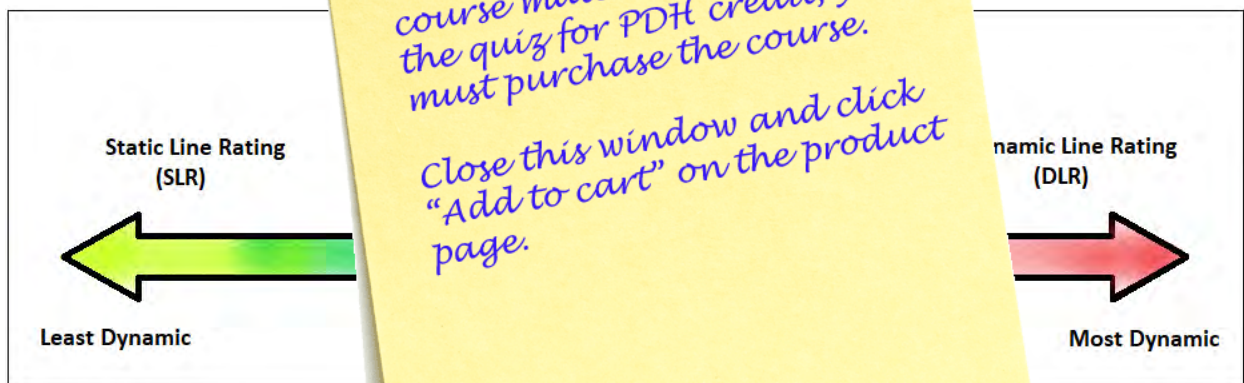 course
the quiz for PDH
must purchase the course.
Close this window and click
"Add to cart" on the product
page.
Static Line Rating
(SLR)
namic Line Rating
(DLR)
Least Dynamic
Most Dynamic